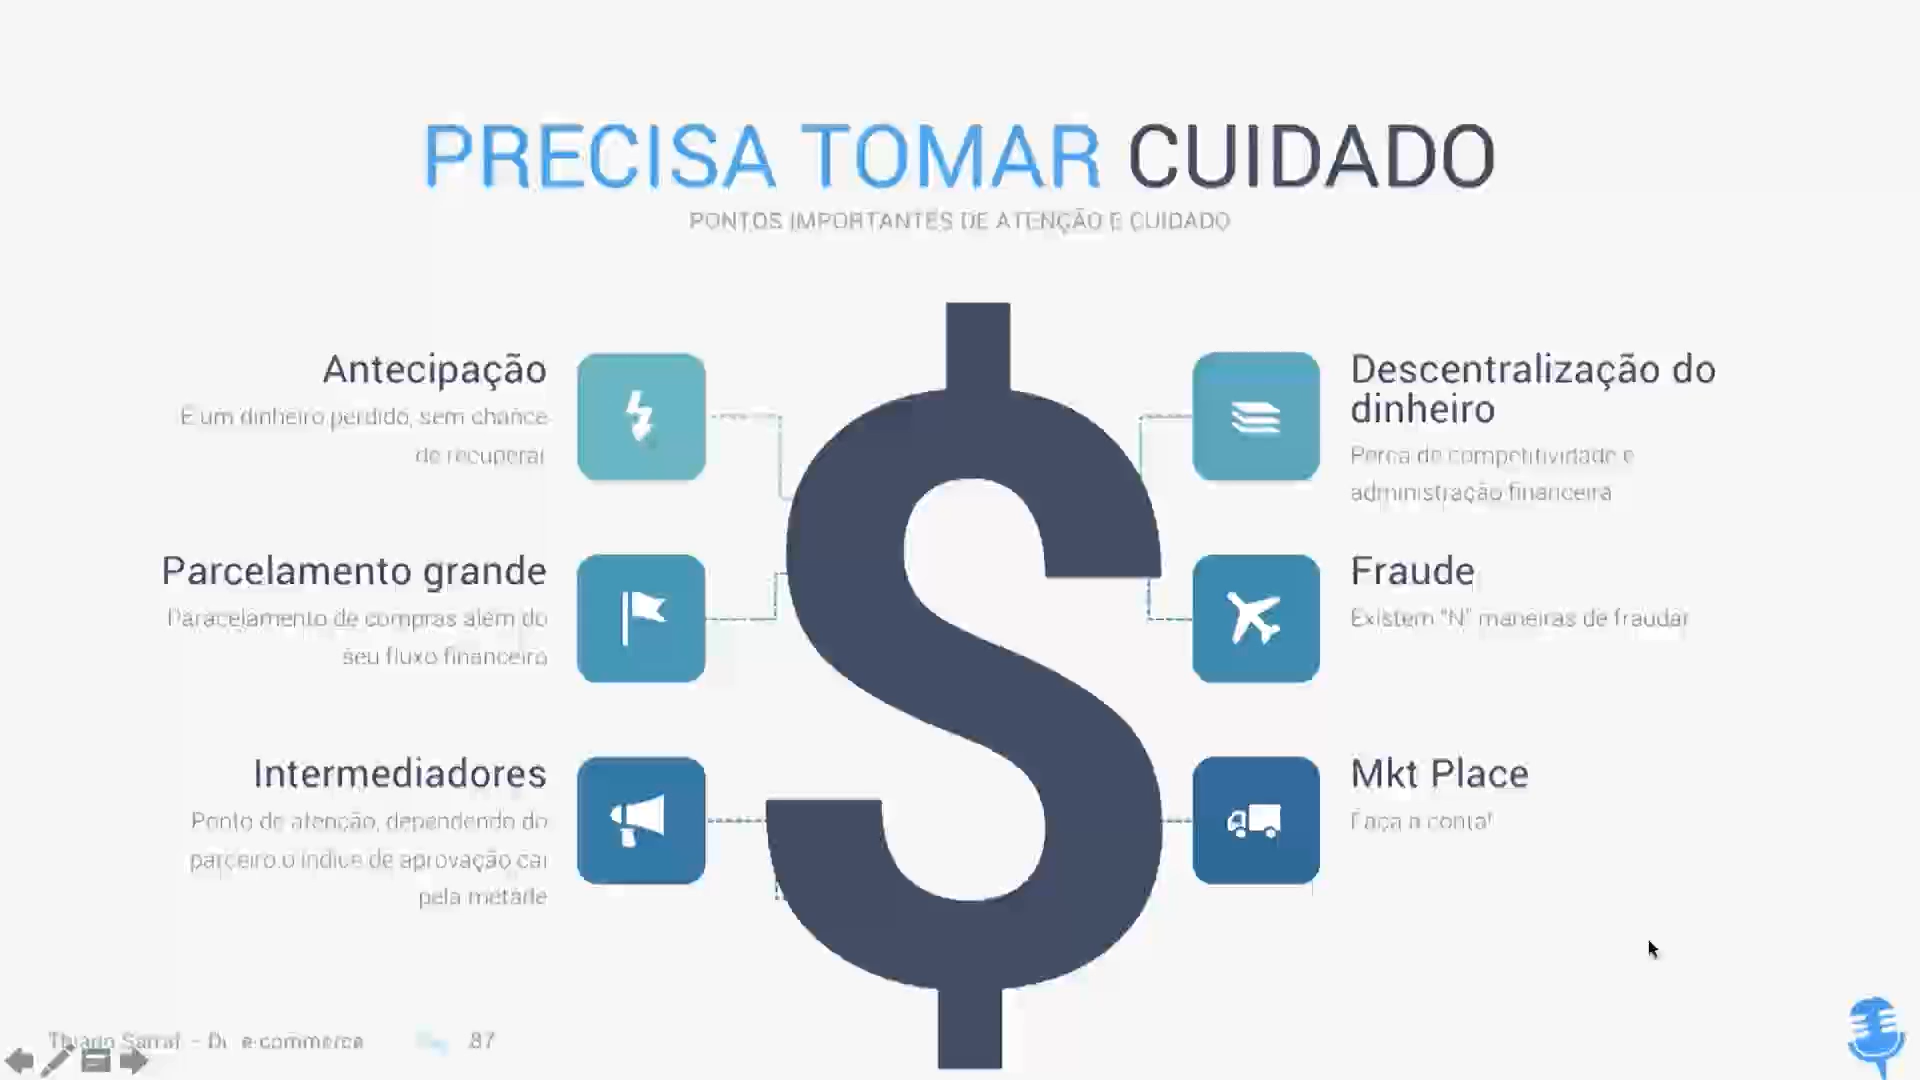 PRECISA TOMAR CUIDADO
PONTOS IMPORTANTES DE ATENÇÃO E CUIDADO
Antecipação
É um dinheiro perdido, sem chance
de recuperar
Parcelamento grande
Paracelamento de compras além do
seu fluxo financeiro
Intermediadores
Ponto de atenção, dependendo do
parceiro o índice de aprovação cai
pela metade
Descentralização do
dinheiro
Perca de competitividade e
administração financeira
Fraude
Existem "N" maneiras de fraudar
Mkt Place
Faça a conta!
Thiago Sarraf - Dr. e-commerce
87